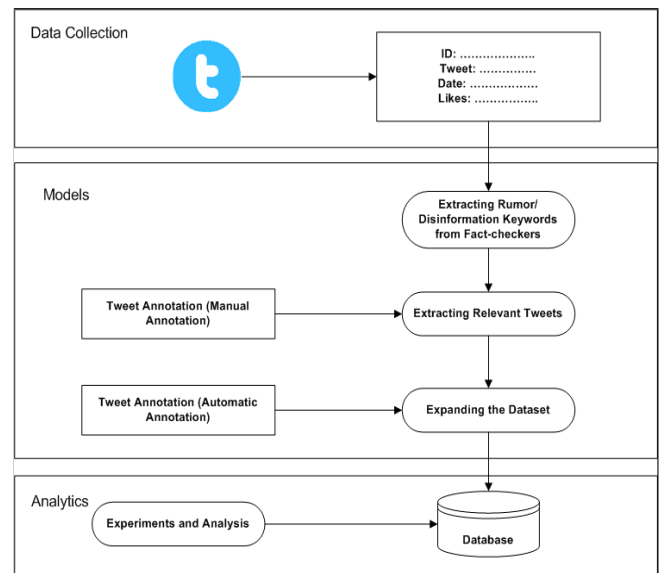 Data Collection
ID: ...................
Tweet: ...............
Date: ..................
Likes: .................
Models
Extracting Rumor/
Disinformation Keywords
from Fact-checkers
Tweet Annotation (Manual
Annotation)
Extracting Relevant Tweets
Tweet Annotation (Automatic
Annotation)
Expanding the Dataset
Analytics
Experiments and Analysis
Database